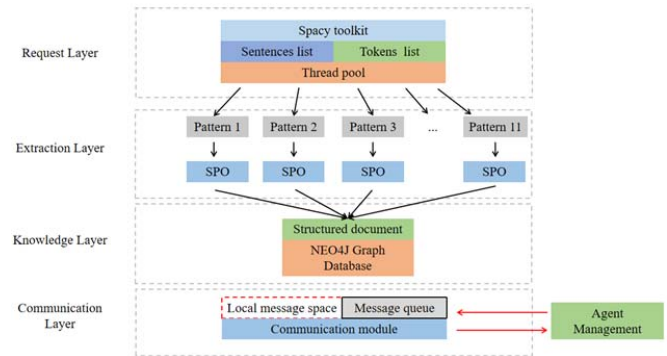 Spacy toolkit
Request Layer
Sentences list
Tokens list
Thread pool
Pattern 1
Pattern 2
Pattern 3
...
Pattern 11
Extraction Layer
SPO
SPO
SPO
SPO
Knowledge Layer
Structured document
NEO4J Graph
Database
Communication
Layer
Local message space
Message queue
Communication module
Agent
Management